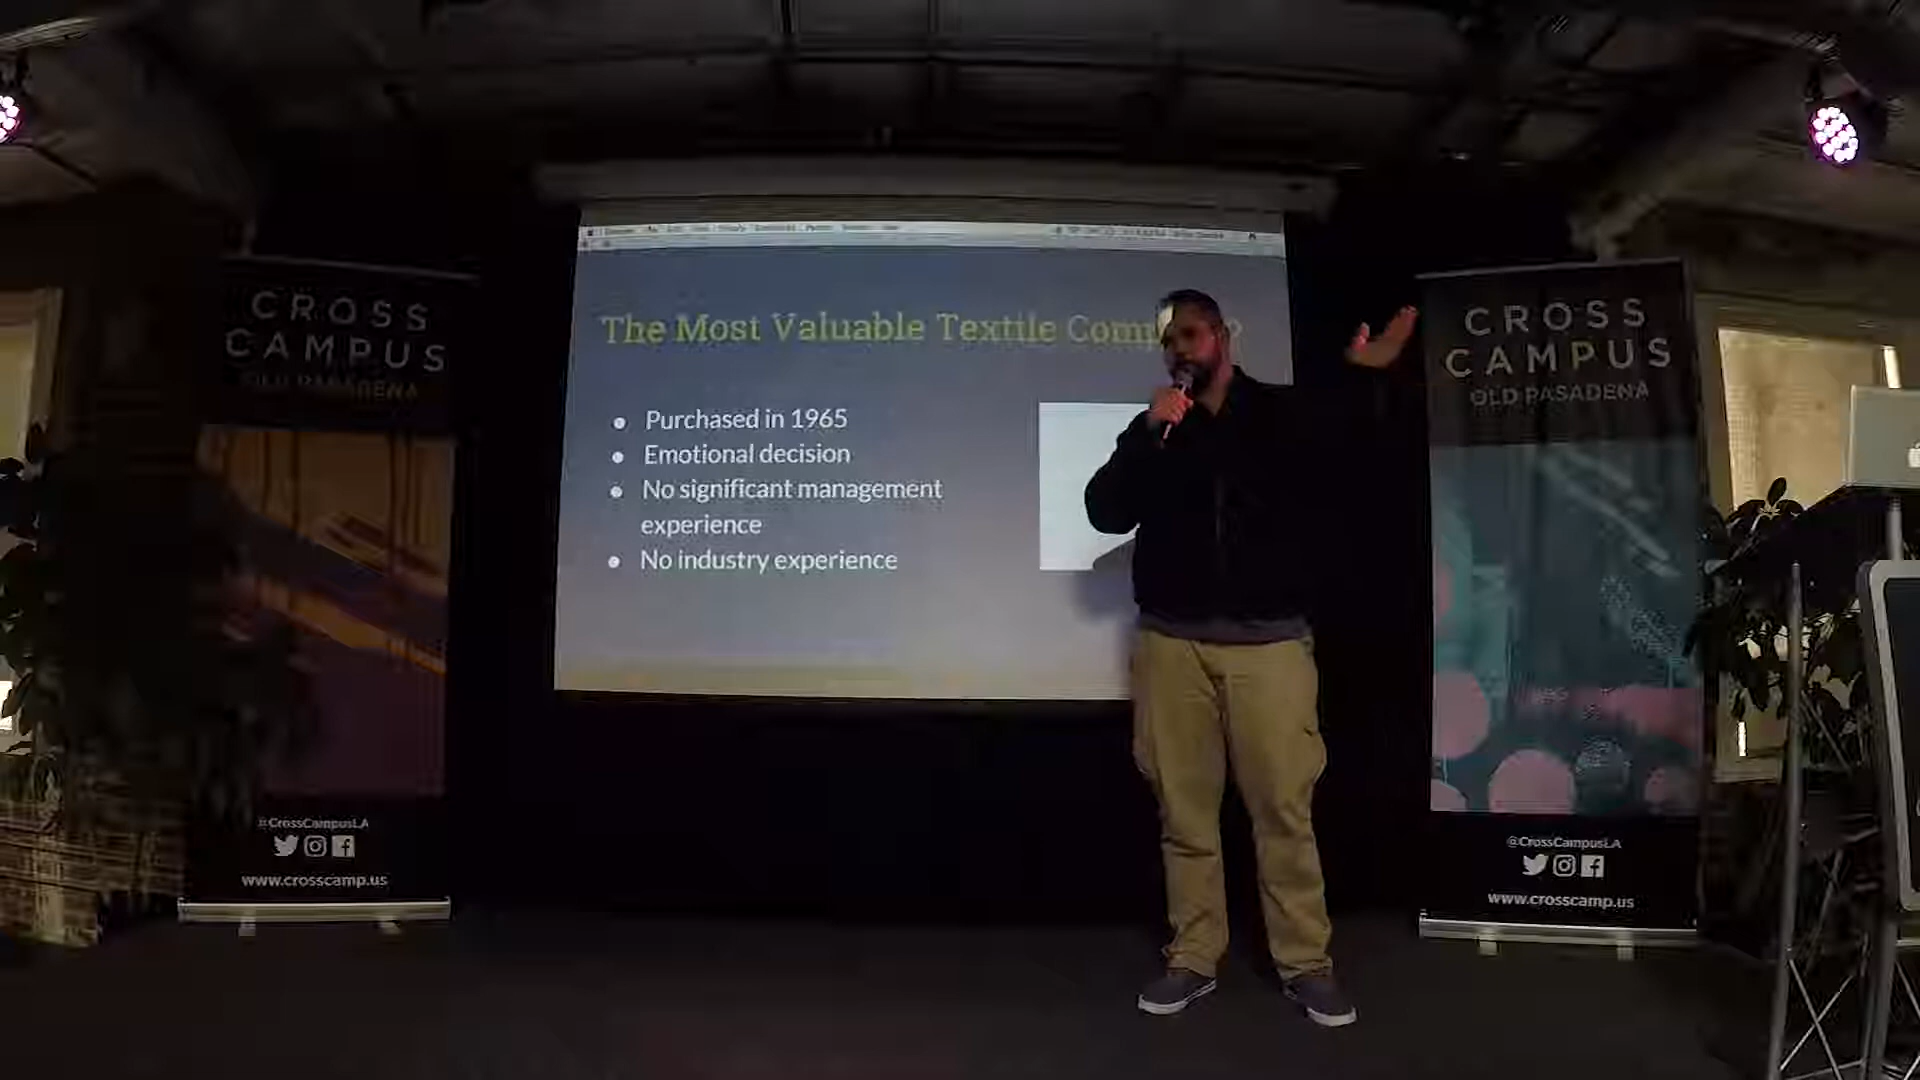 The Most Valuable Textile
Purchased in 1965
Emotional decision
No significant management
experience
No industry experience
CROSS
CAMPUS
OLD PASADENA
@CrossCampusLA
www.crosscamp.us
CROSS
CAMPUS
OLD PASADENA
@CrossCampusLA
www.crosscamp.us